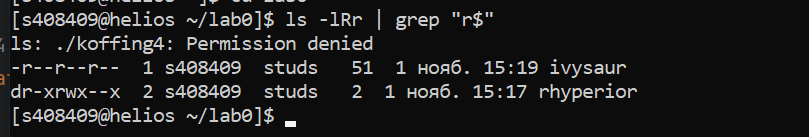 [s408409@helios ~/lab0]$ ls -lRr | grep "r$"
ls: ./koffing4: Permission denied
-r--r--r--  1 s408409  studs   51  1 нояб. 15:19 ivysaur
dr-xrwx--x  2 s408409  studs   2  1 нояб. 15:17 rhyperior
[s408409@helios ~/lab0]$